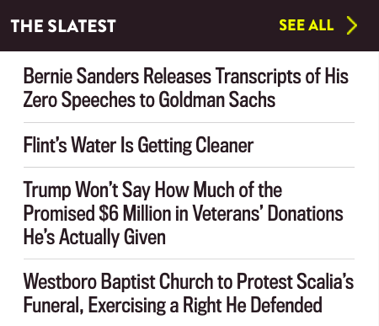 THE SLATEST
SEE ALL
Bernie Sanders Releases Transcripts of His
Zero Speeches to Goldman Sachs
Flint’s Water Is Getting Cleaner
Trump Won’t Say How Much of the
Promised $6 Million in Veterans’ Donations
He’s Actually Given
Westboro Baptist Church to Protest Scalia’s
Funeral, Exercising a Right He Defended